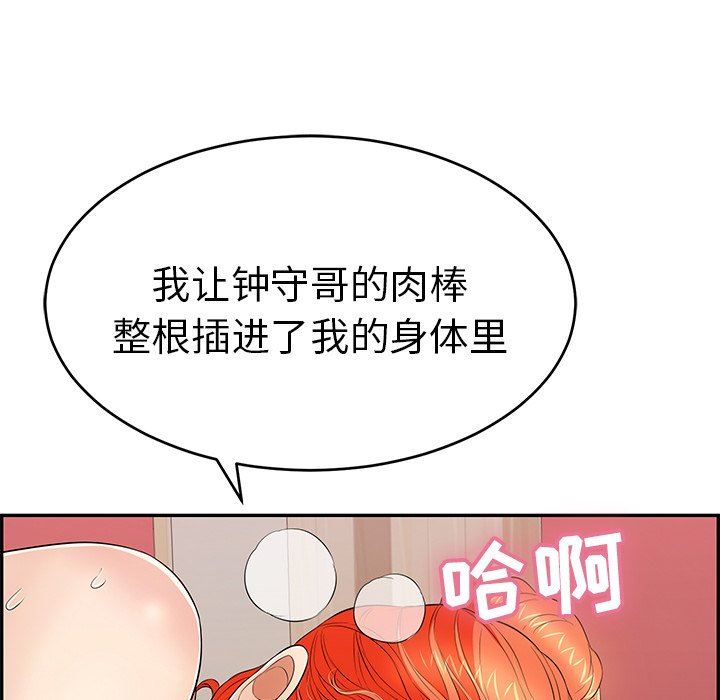 我让钟守哥的肉棒
整根插进了我的身体里
哈啊